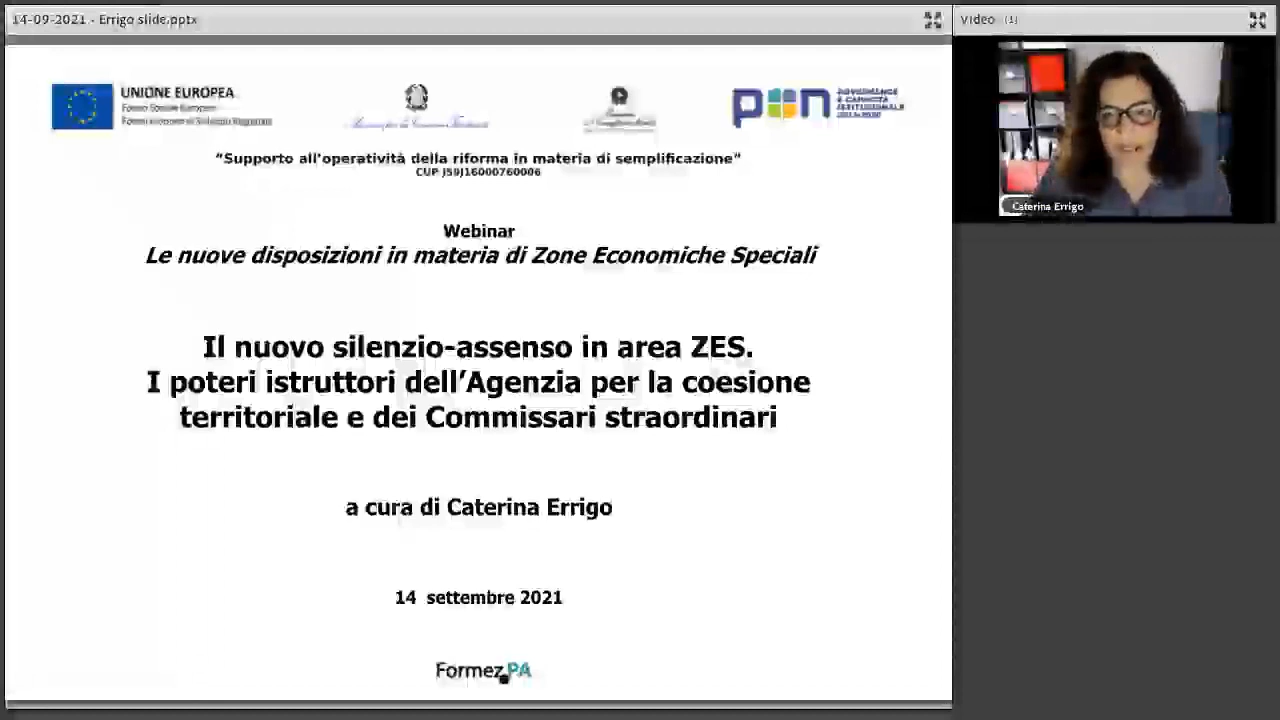 14-09-2021 - Errigo slide.pptx
Video (1)
UNIONE EUROPEA
Fondo Sociale Europeo
Fondo Europeo di Sviluppo Regionale
pon
GOVERNANCE
E CAPACITÀ
ISTITUZIONALE
“Supporto all’operatività della riforma in materia di semplificazione”
CUP J59J16000760006
Caterina Errigo
Webinar
Le nuove disposizioni in materia di Zone Economiche Speciali
Il nuovo silenzio-assenso in area ZES.
I poteri istruttori dell’Agenzia per la coesione
territoriale e dei Commissari straordinari
a cura di Caterina Errigo
14 settembre 2021
Formez PA